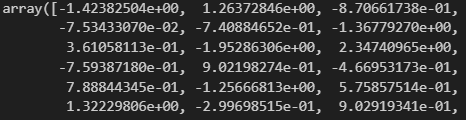 array([-1.42382504e+00, 1.26372846e+00, -8.70661738e-01,
-7.53433070e-02, -7.40884652e-01, -1.36779270e+00,
3.61058113e-01, -1.95286306e+00, 2.34740965e+00,
-7.59387180e-01, 9.02198274e-01, -4.66953173e-01,
7.88844345e-01, -1.25666813e+00, 5.75857514e-01,
1.32229806e+00, -2.99698515e-01, 9.02919341e-01,